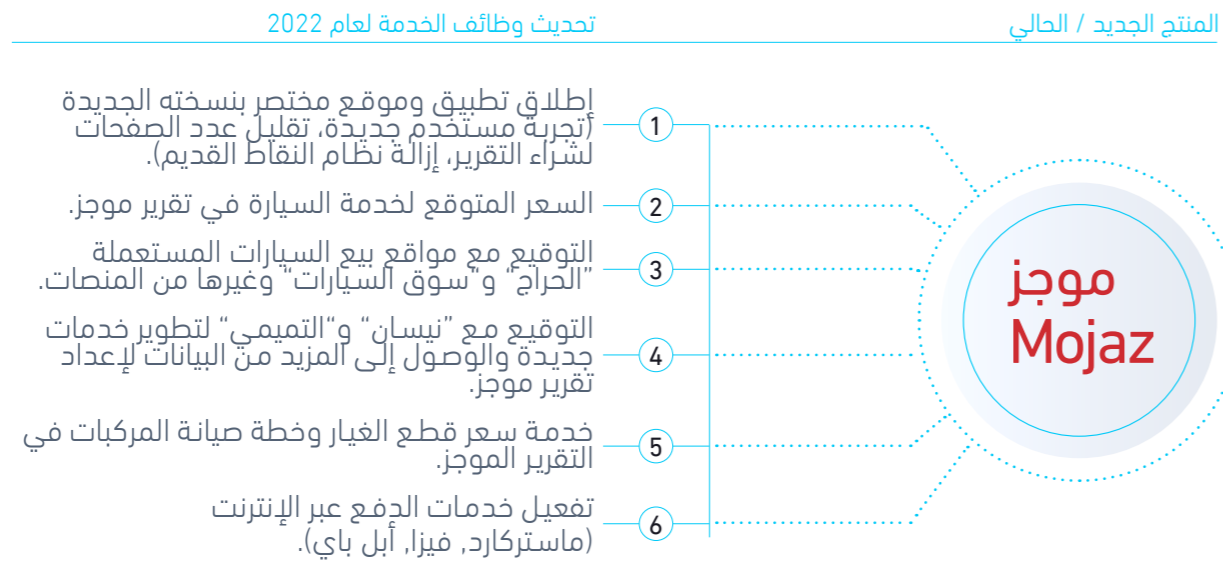 المنتج الجديد / الحالي
تحديث وظائف الخدمة لعام 2022
موجز
Mojaz
1
إطلاق تطبيق وموقع مختصر بنسخته الجديدة
(تجربة مستخدم جديدة، تقليل عدد الصفحات
لشراء التقرير، إزالة نظام النقاط القديم).
2
السعر المتوقع لخدمة السيارة في تقرير موجز.
3
التوقيع مع مواقع بيع السيارات المستعملة
”الحراج“ و“سوق السيارات“ وغيرها من المنصات.
4
التوقيع مع ”نيسان“ و“التميمي“ لتطوير خدمات
جديدة والوصول إلى المزيد من البيانات لإعداد
تقرير موجز.
5
خدمة سعر قطع الغيار وخطة صيانة المركبات في
التقرير الموجز.
6
تفعيل خدمات الدفع عبر الإنترنت
(ماستركارد, فيزا, أبل باي).